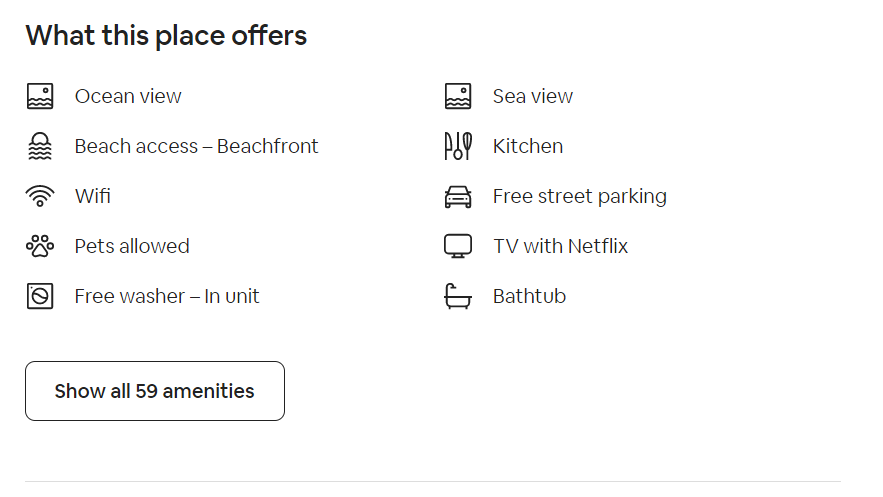 What this place offers
Ocean view
Sea view
Beach access – Beachfront
Kitchen
Wifi
Free street parking
Pets allowed
TV with Netflix
Free washer – In unit
Bathtub
Show all 59 amenities